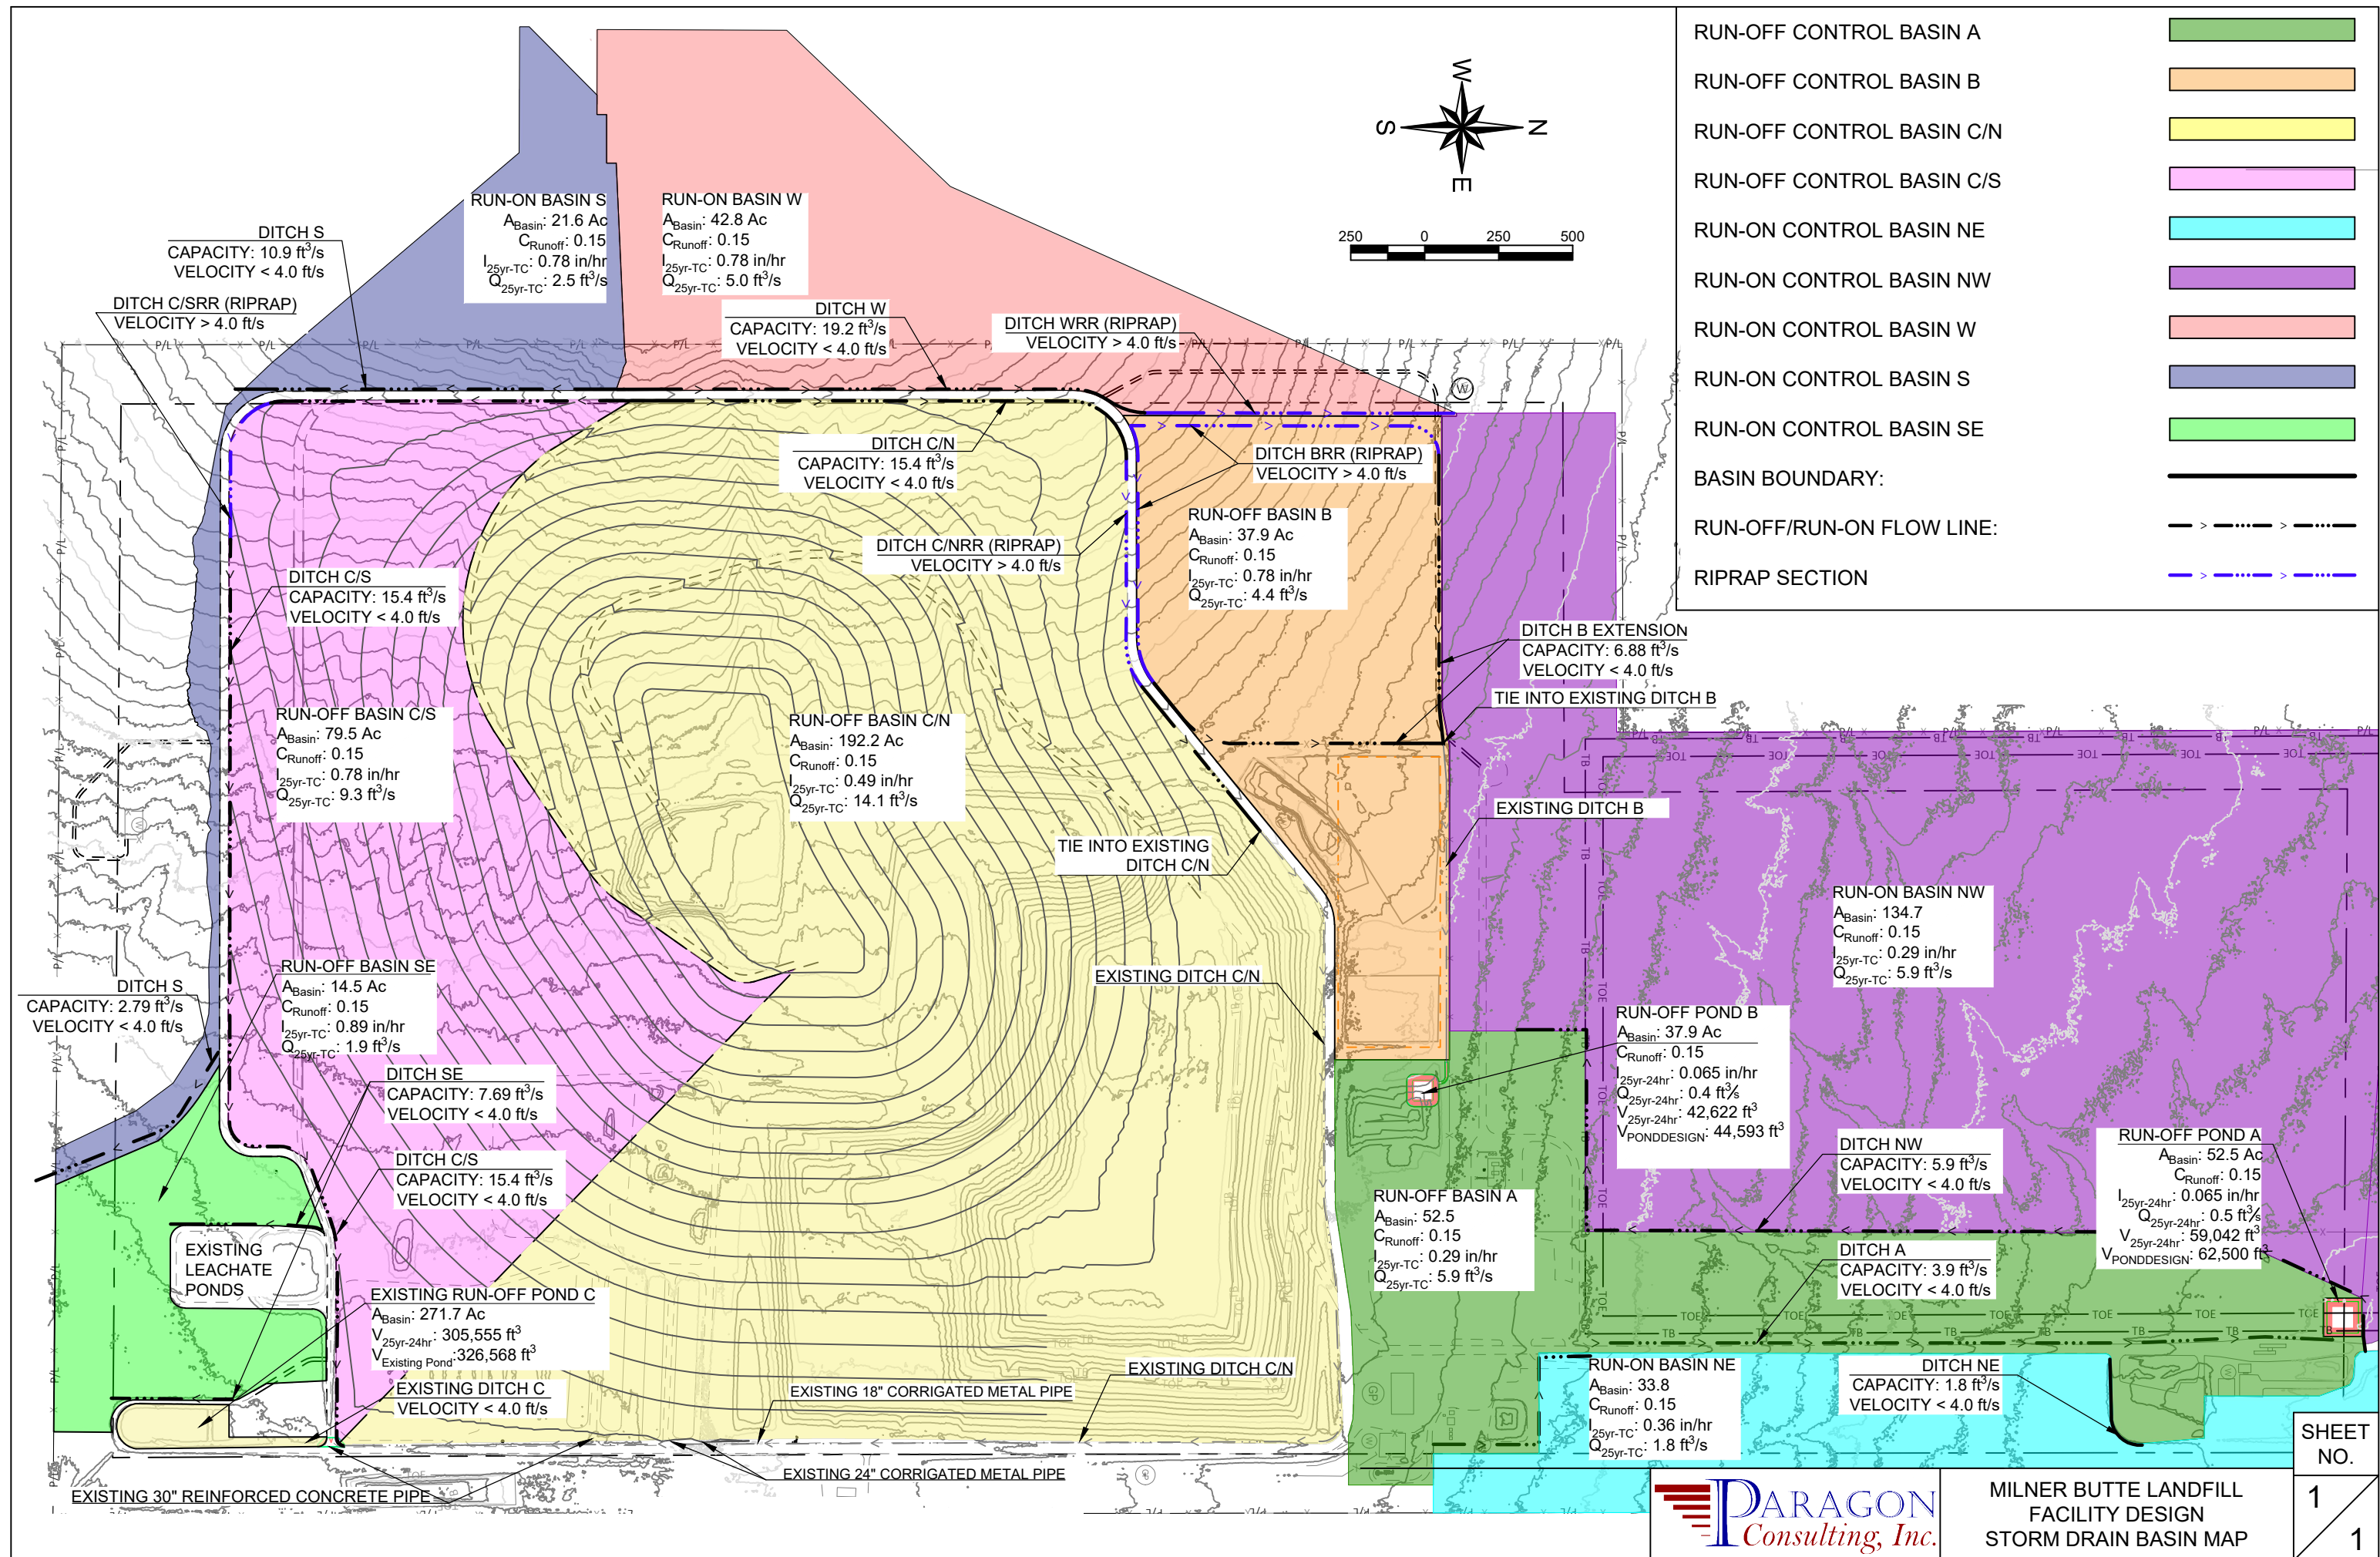 RUN-OFF CONTROL BASIN A
RUN-OFF CONTROL BASIN B
RUN-OFF CONTROL BASIN C/N
RUN-OFF CONTROL BASIN C/S
RUN-ON CONTROL BASIN NE
RUN-ON CONTROL BASIN NW
RUN-ON CONTROL BASIN W
RUN-ON CONTROL BASIN S
RUN-ON CONTROL BASIN SE
BASIN BOUNDARY:
RUN-OFF/RUN-ON FLOW LINE:
RIPRAP SECTION
W
S
N
E
250 0 250 500
RUN-ON BASIN S
ABasin: 21.6 Ac
CRunoff: 0.15
I25yr-TC: 0.78 in/hr
Q25yr-TC: 2.5 ft³/s
RUN-ON BASIN W
ABasin: 42.8 Ac
CRunoff: 0.15
I25yr-TC: 0.78 in/hr
Q25yr-TC: 5.0 ft³/s
DITCH S
CAPACITY: 10.9 ft³/s
VELOCITY < 4.0 ft/s
DITCH C/SRR (RIPRAP)
VELOCITY > 4.0 ft/s
DITCH W
CAPACITY: 19.2 ft³/s
VELOCITY < 4.0 ft/s
DITCH WRR (RIPRAP)
VELOCITY > 4.0 ft/s
DITCH C/N
CAPACITY: 15.4 ft³/s
VELOCITY < 4.0 ft/s
DITCH BRR (RIPRAP)
VELOCITY > 4.0 ft/s
DITCH C/NRR (RIPRAP)
VELOCITY > 4.0 ft/s
RUN-OFF BASIN B
ABasin: 37.9 Ac
CRunoff: 0.15
I25yr-TC: 0.78 in/hr
Q25yr-TC: 4.4 ft³/s
DITCH C/S
CAPACITY: 15.4 ft³/s
VELOCITY < 4.0 ft/s
DITCH B EXTENSION
CAPACITY: 6.88 ft³/s
VELOCITY < 4.0 ft/s
TIE INTO EXISTING DITCH B
RUN-OFF BASIN C/S
ABasin: 79.5 Ac
CRunoff: 0.15
I25yr-TC: 0.78 in/hr
Q25yr-TC: 9.3 ft³/s
RUN-OFF BASIN C/N
ABasin: 192.2 Ac
CRunoff: 0.15
I25yr-TC: 0.49 in/hr
Q25yr-TC: 14.1 ft³/s
EXISTING DITCH B
TIE INTO EXISTING
DITCH C/N
RUN-ON BASIN NW
ABasin: 134.7
CRunoff: 0.15
I25yr-TC: 0.29 in/hr
Q25yr-TC: 5.9 ft³/s
EXISTING DITCH C/N
DITCH S
CAPACITY: 2.79 ft³/s
VELOCITY < 4.0 ft/s
RUN-OFF BASIN SE
ABasin: 14.5 Ac
CRunoff: 0.15
I25yr-TC: 0.89 in/hr
Q25yr-TC: 1.9 ft³/s
RUN-OFF POND B
ABasin: 37.9 Ac
CRunoff: 0.15
I25yr-24hr: 0.065 in/hr
Q25yr-24hr: 0.4 ft³/s
V25yr-24hr: 42,622 ft³
VPONDDESIGN: 44,593 ft³
DITCH SE
CAPACITY: 7.69 ft³/s
VELOCITY < 4.0 ft/s
DITCH NW
CAPACITY: 5.9 ft³/s
VELOCITY < 4.0 ft/s
RUN-OFF POND A
ABasin: 52.5 Ac
CRunoff: 0.15
I25yr-24hr: 0.065 in/hr
Q25yr-24hr: 0.5 ft³/s
V25yr-24hr: 59,042 ft³
VPONDDESIGN: 62,500 ft³
DITCH C/S
CAPACITY: 15.4 ft³/s
VELOCITY < 4.0 ft/s
RUN-OFF BASIN A
ABasin: 52.5
CRunoff: 0.15
I25yr-TC: 0.29 in/hr
Q25yr-TC: 5.9 ft³/s
EXISTING
LEACHATE
PONDS
DITCH A
CAPACITY: 3.9 ft³/s
VELOCITY < 4.0 ft/s
EXISTING RUN-OFF POND C
ABasin: 271.7 Ac
V25yr-24hr: 305,555 ft³
VExisting Pond:326,568 ft³
EXISTING DITCH C
VELOCITY < 4.0 ft/s
EXISTING DITCH C/N
EXISTING 18" CORRIGATED METAL PIPE
RUN-ON BASIN NE
ABasin: 33.8
CRunoff: 0.15
I25yr-TC: 0.36 in/hr
Q25yr-TC: 1.8 ft³/s
DITCH NE
CAPACITY: 1.8 ft³/s
VELOCITY < 4.0 ft/s
EXISTING 24" CORRIGATED METAL PIPE
EXISTING 30" REINFORCED CONCRETE PIPE
PARAGON
Consulting, Inc.
MILNER BUTTE LANDFILL
FACILITY DESIGN
STORM DRAIN BASIN MAP
SHEET
NO.
1
1